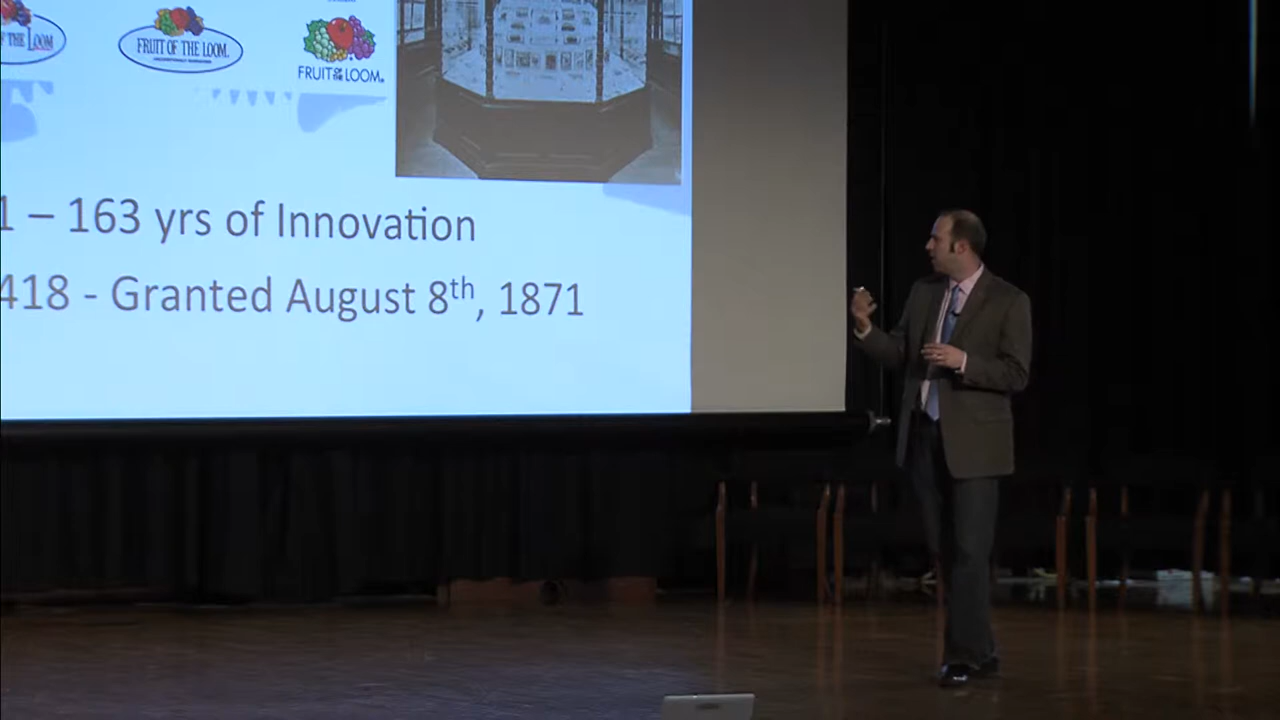 THE LOOM
FRUIT OF THE LOOM.
FRUIT OF THE LOOM®
1 – 163 yrs of Innovation
418 - Granted August 8th, 1871